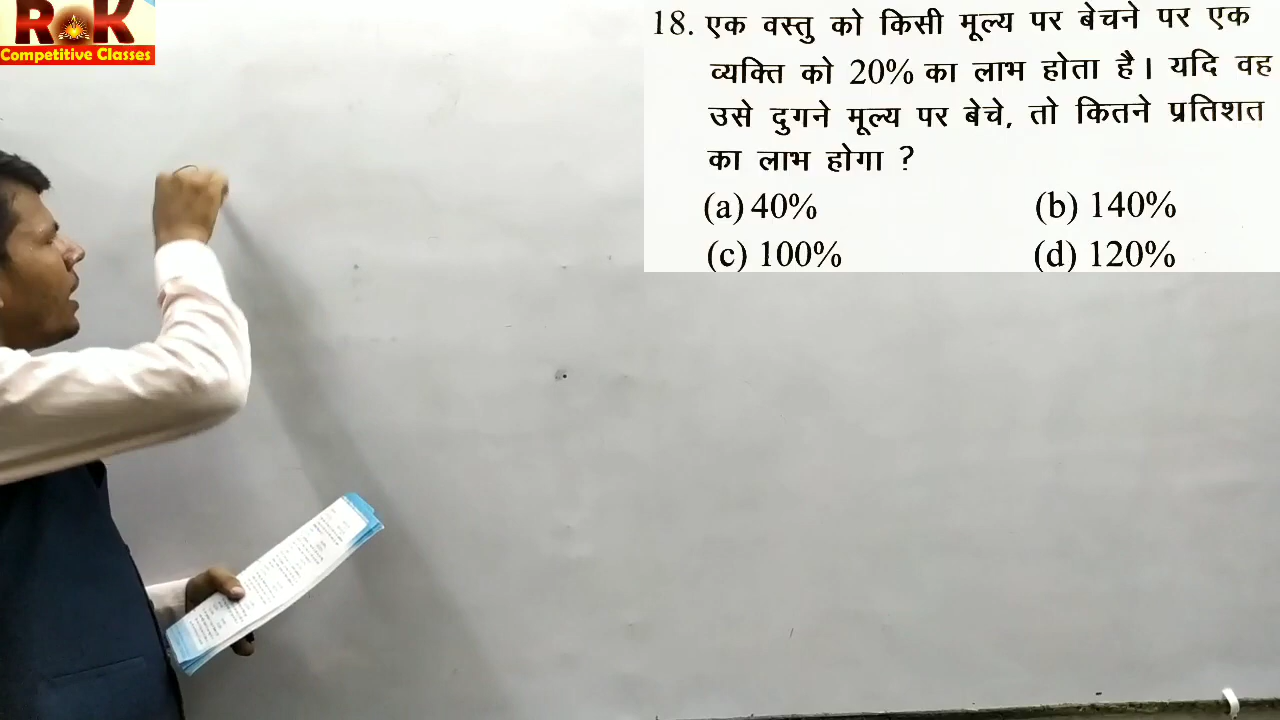 RK
Competitive Classes
18. एक वस्तु को किसी मूल्य पर बेचने पर एक
व्यक्ति को 20% का लाभ होता है। यदि वह
उसे दुगने मूल्य पर बेचे, तो कितने प्रतिशत
का लाभ होगा ?
(a) 40% (b) 140%
(c) 100% (d) 120%